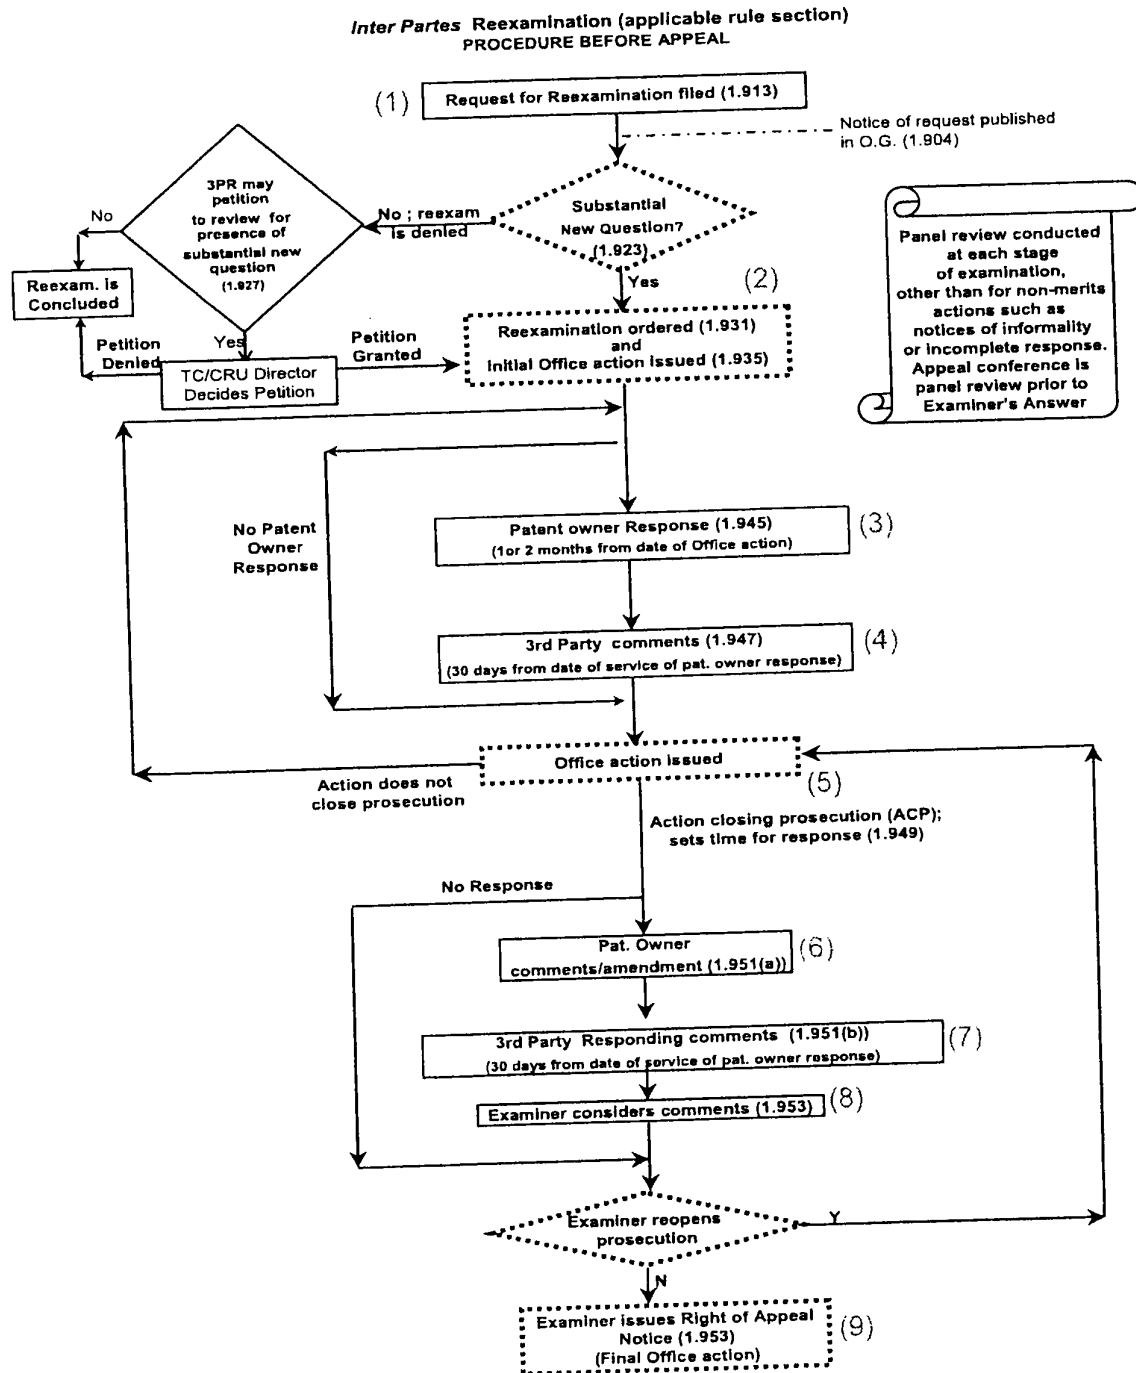 Inter Partes Reexamination (applicable rule section)
PROCEDURE BEFORE APPEAL
(1)
Request for Reexamination filed (1.913)
Notice of request published
in O.G. (1.904)
3PR may
petition
to review for
presence of
substantial new
question
(1.927)
No
No ; reexam
is denied
Substantial
New Question?
(1.923)
Yes
(2)
Panel review conducted
at each stage
of examination,
other than for non-merits
actions such as
notices of informality
or incomplete response.
Appeal conference is
panel review prior to
Examiner's Answer
Reexam. is
Concluded
Petition
Denied
Yes
TC/CRU Director
Decides Petition
Petition
Granted
Reexamination ordered (1.931)
and
Initial Office action issued (1.935)
No Patent
Owner
Response
Patent owner Response (1.945)
(1or 2 months from date of Office action)
(3)
3rd Party comments (1.947)
(30 days from date of service of pat. owner response)
(4)
Office action issued
(5)
Action does not
close prosecution
Action closing prosecution (ACP);
sets time for response (1.949)
No Response
Pat. Owner
comments/amendment (1.951(a))
(6)
3rd Party Responding comments (1.951(b))
(30 days from date of service of pat. owner response)
(7)
Examiner considers comments (1.953)
(8)
Examiner reopens
prosecution
Y
N
Examiner issues Right of Appeal
Notice (1.953)
(Final Office action)
(9)